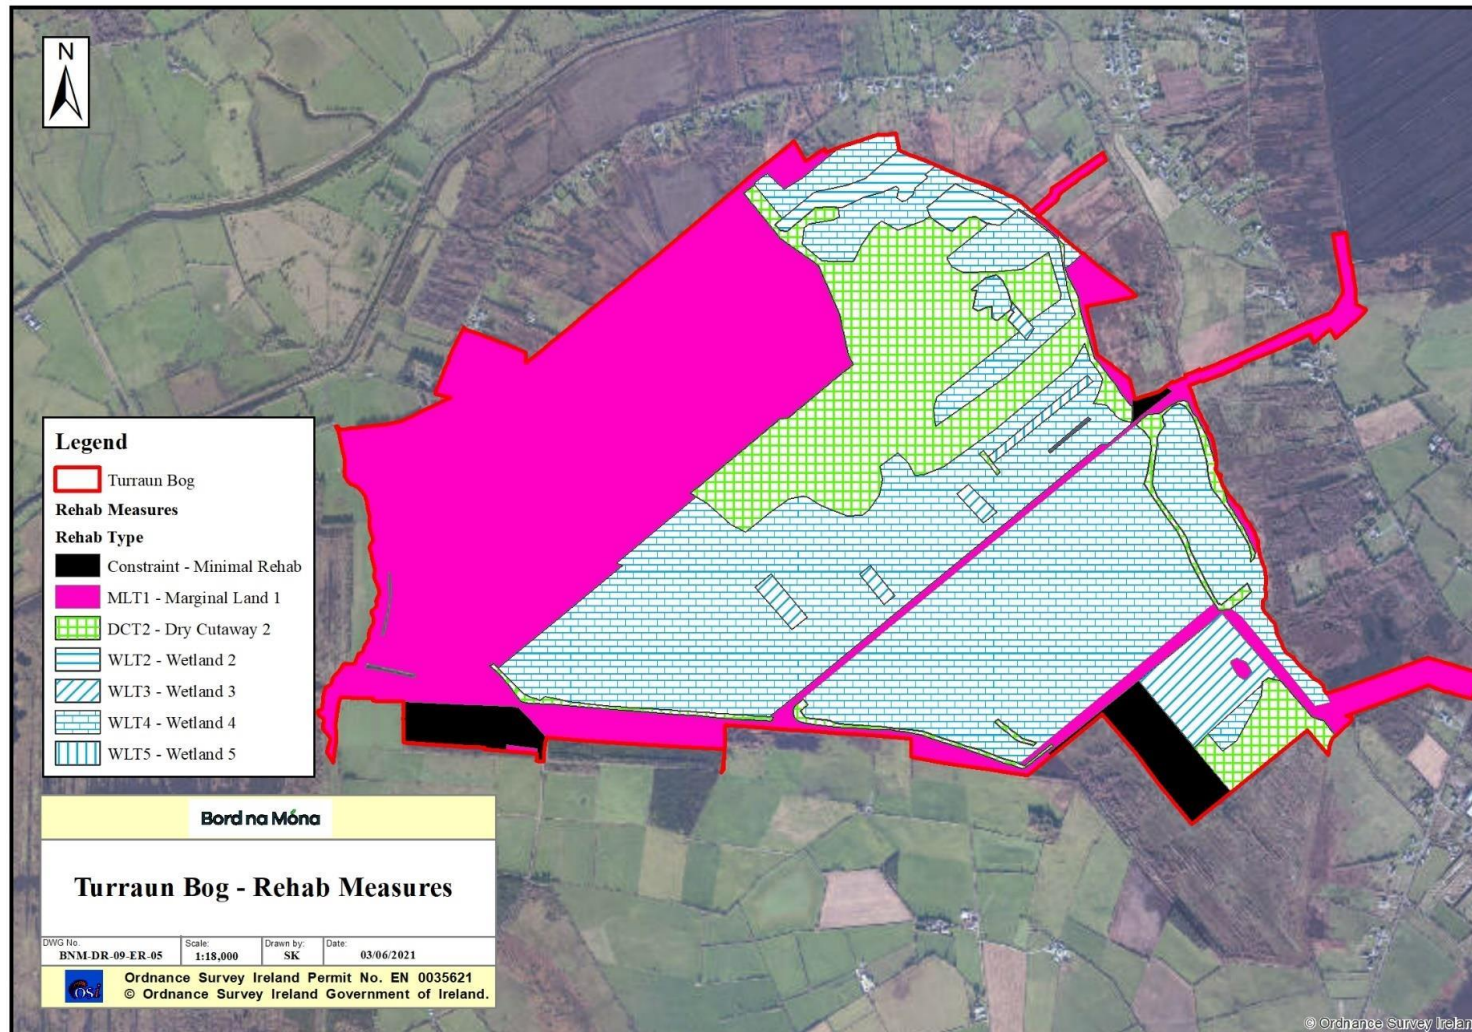 N
Legend
Turraun Bog
Rehab Measures
Rehab Type
Constraint - Minimal Rehab
MLT1 - Marginal Land 1
DCT2 - Dry Cutaway 2
WLT2 - Wetland 2
WLT3 - Wetland 3
WLT4 - Wetland 4
WLT5 - Wetland 5
Bord na Móna
Turraun Bog - Rehab Measures
DWG No. Scale: Drawn by: Date:
BNM-DR-09-ER-05 1:18,000 SK 03/06/2021
OSi
Ordnance Survey Ireland Permit No. EN 0035621
© Ordnance Survey Ireland Government of Ireland.
© Ordnance Survey Ireland